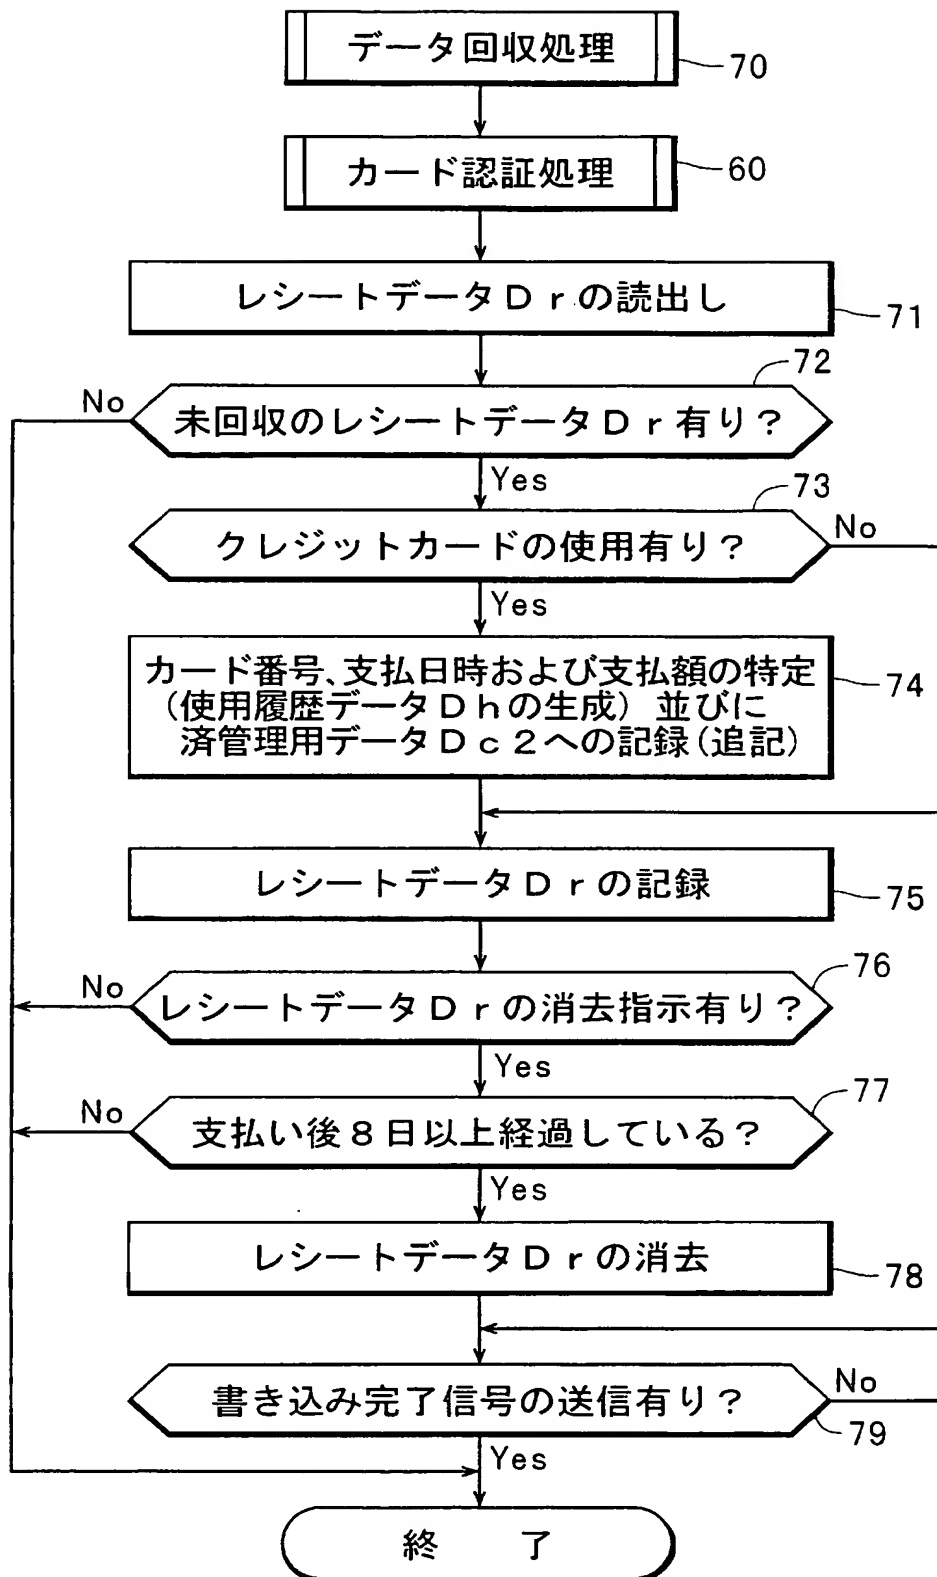 データ回収処理
70
カード認証処理
60
レシートデータDrの読出し
71
72
No
未回収のレシートデータDr有り?
Yes
73
No
クレジットカードの使用有り?
Yes
カード番号、支払日時および支払額の特定
(使用履歴データDhの生成) 並びに
済管理用データDc2への記録(追記)
74
レシートデータDrの記録
75
76
No
レシートデータDrの消去指示有り?
Yes
77
No
支払い後8日以上経過している?
Yes
レシートデータDrの消去
78
No
書き込み完了信号の送信有り?
79
Yes
終 了